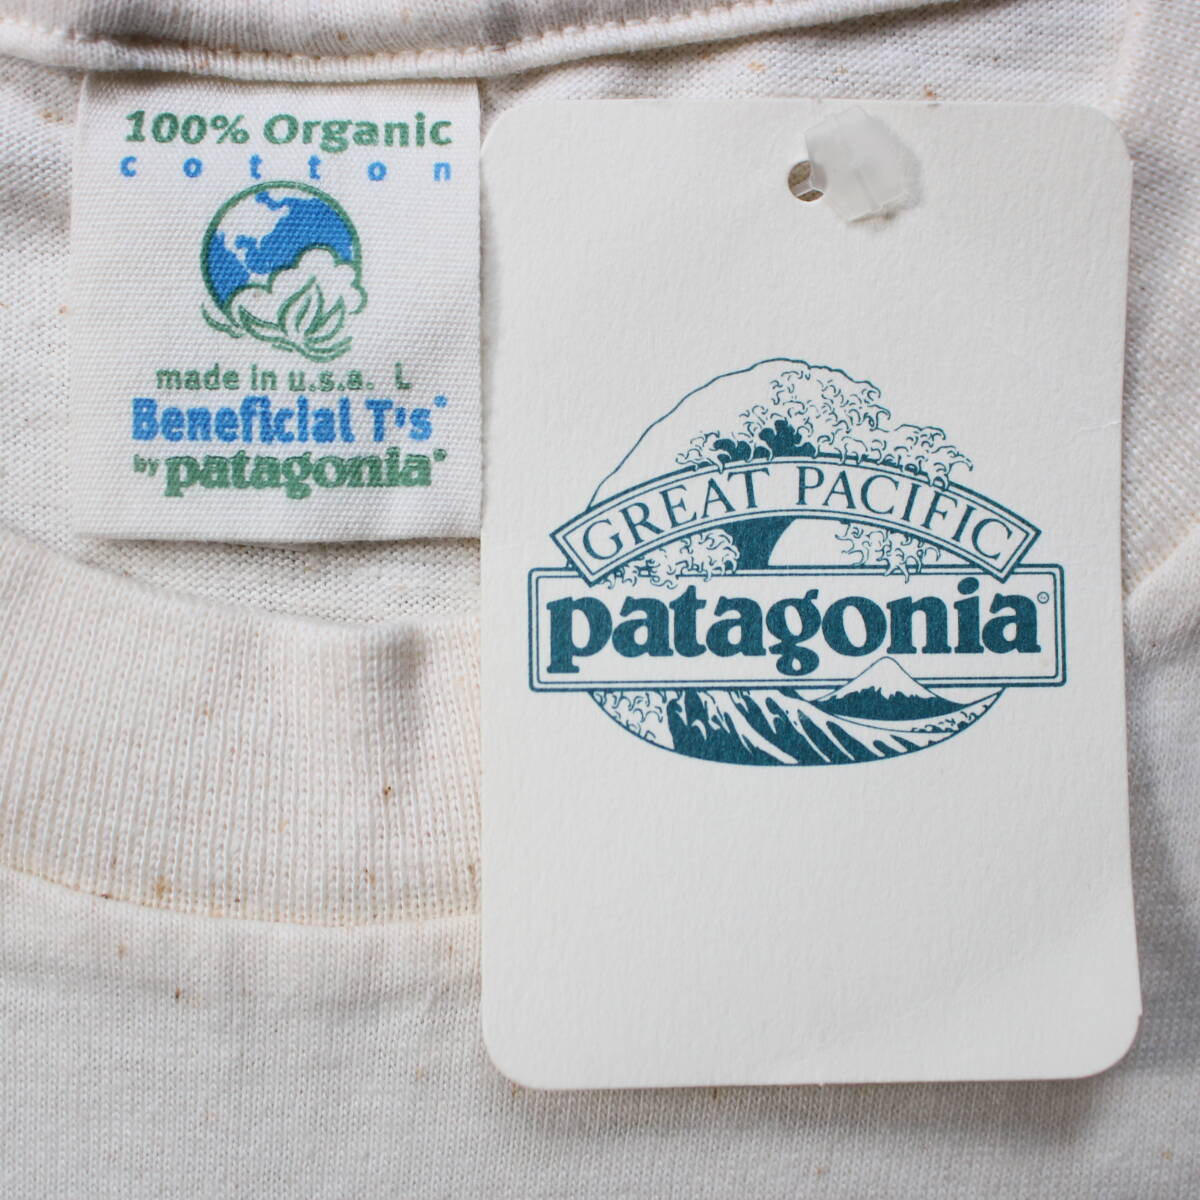 100% Organic
cotton
made in u.s.a. L
Beneficial T's®
by patagonia®
GREAT PACIFIC
patagonia®